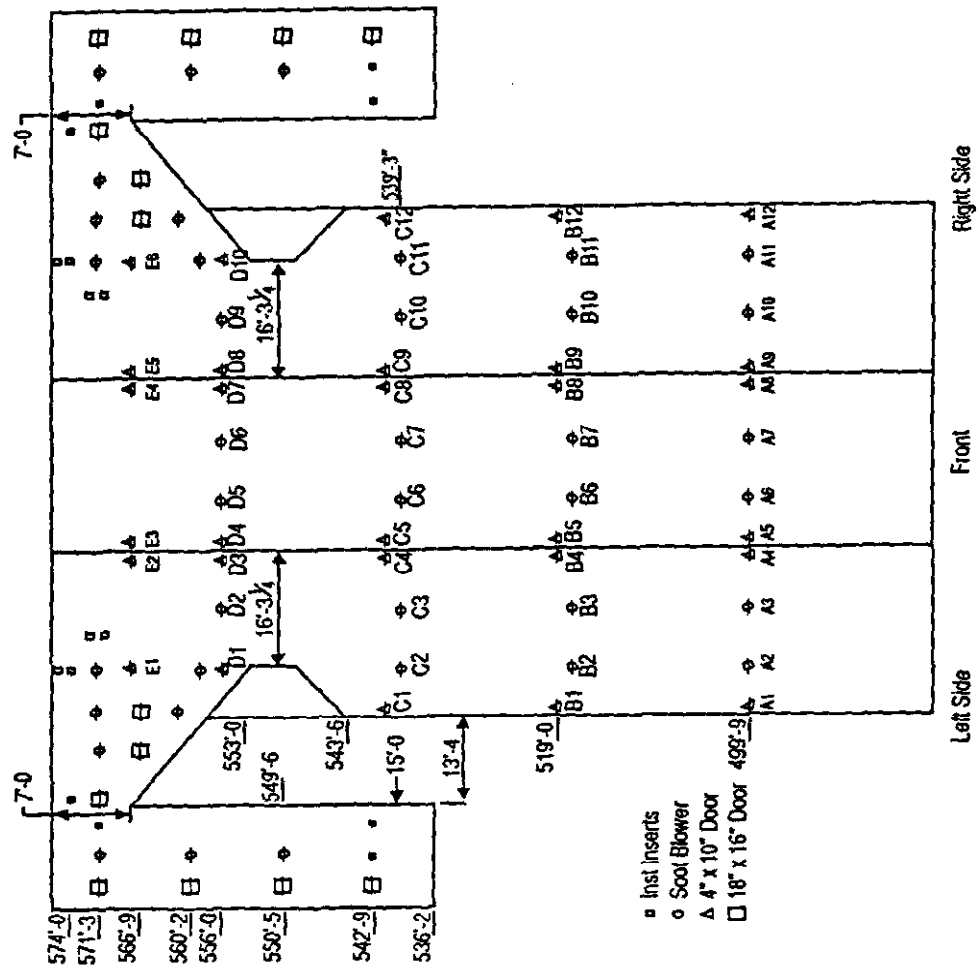 7'-0
7'-0
574'-0
571'-3
566'-9
560'-2
556'-0
550'-5
542'-9
536'-2
E1
E2
E3
E4
E5
E6
D1
D2
D3
D4
D5
D6
D7
D8
D9
D10
553'-0
549'-6
543'-6
16'-3 1/4
16'-3 1/4
539'-3"
15'-0
13'-4
C1
C2
C3
C4
C5
C6
C7
C8
C9
C10
C11
C12
519'-0
B1
B2
B3
B4
B5
B6
B7
B8
B9
B10
B11
B12
499'-9
A1
A2
A3
A4
A5
A6
A7
A8
A9
A10
A11
A12
Inst Inserts
Soot Blower
4" x 10" Door
18" x 16" Door
Left Side
Front
Right Side